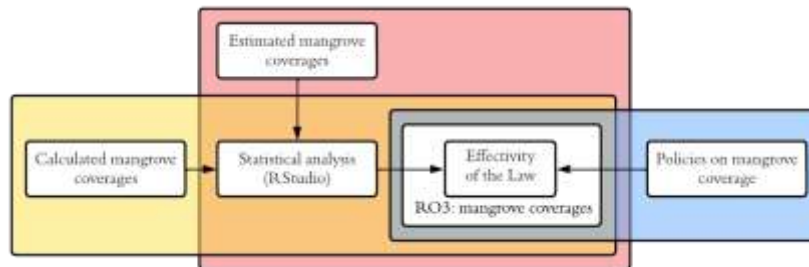 Estimated mangrove
coverages
Calculated mangrove
coverages
Statistical analysis
(RStudio)
Effectivity
of the Law
Policies on mangrove
coverage
RO3: mangrove coverages